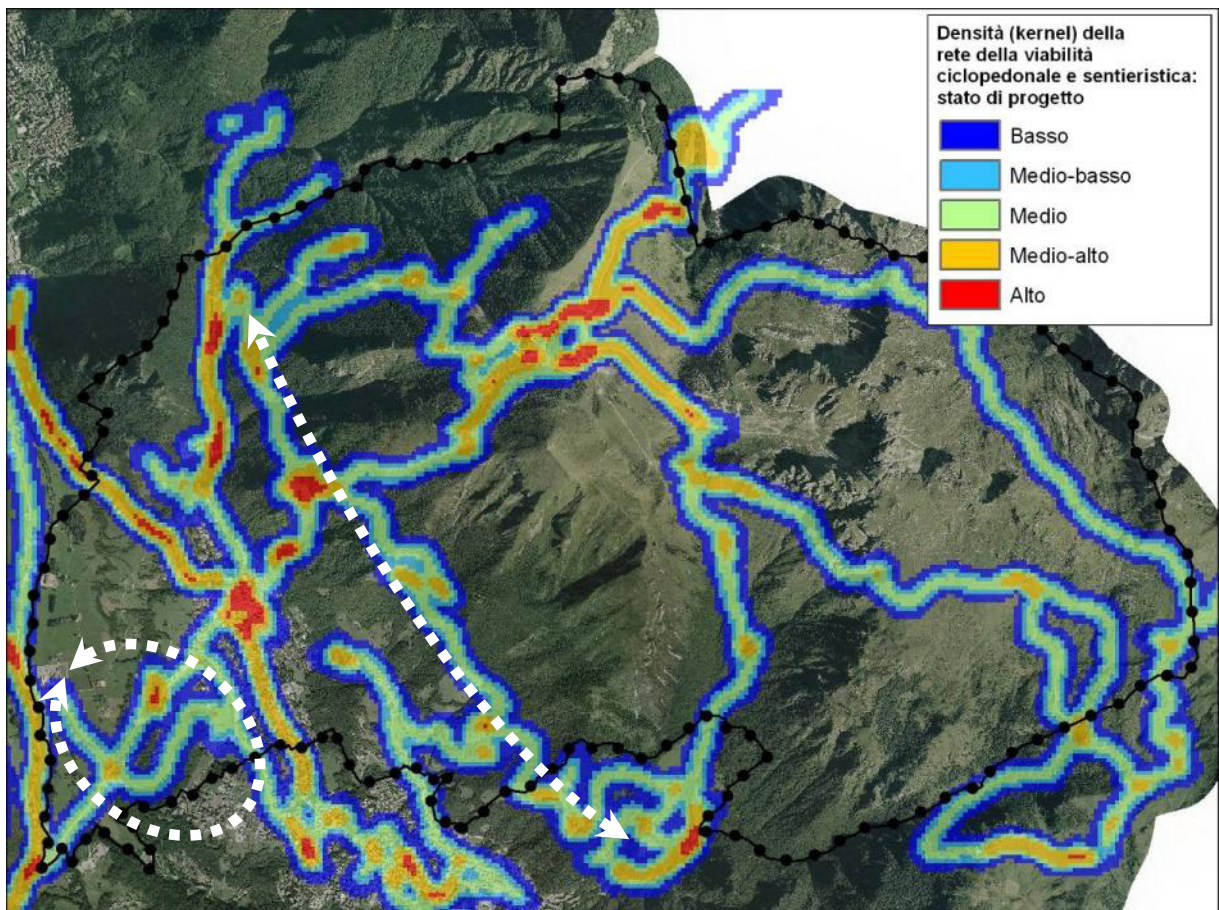 Densità (kernel) della
rete della viabilità
ciclopedonale e sentieristica:
stato di progetto
Basso
Medio-basso
Medio
Medio-alto
Alto